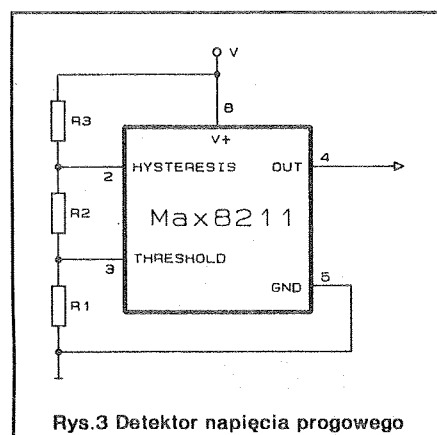 V
8
R3
V+
2
HYSTERESIS
OUT
4
R2
Max8211
3
THRESHOLD
GND
5
R1
Rys.3 Detektor napięcia progowego